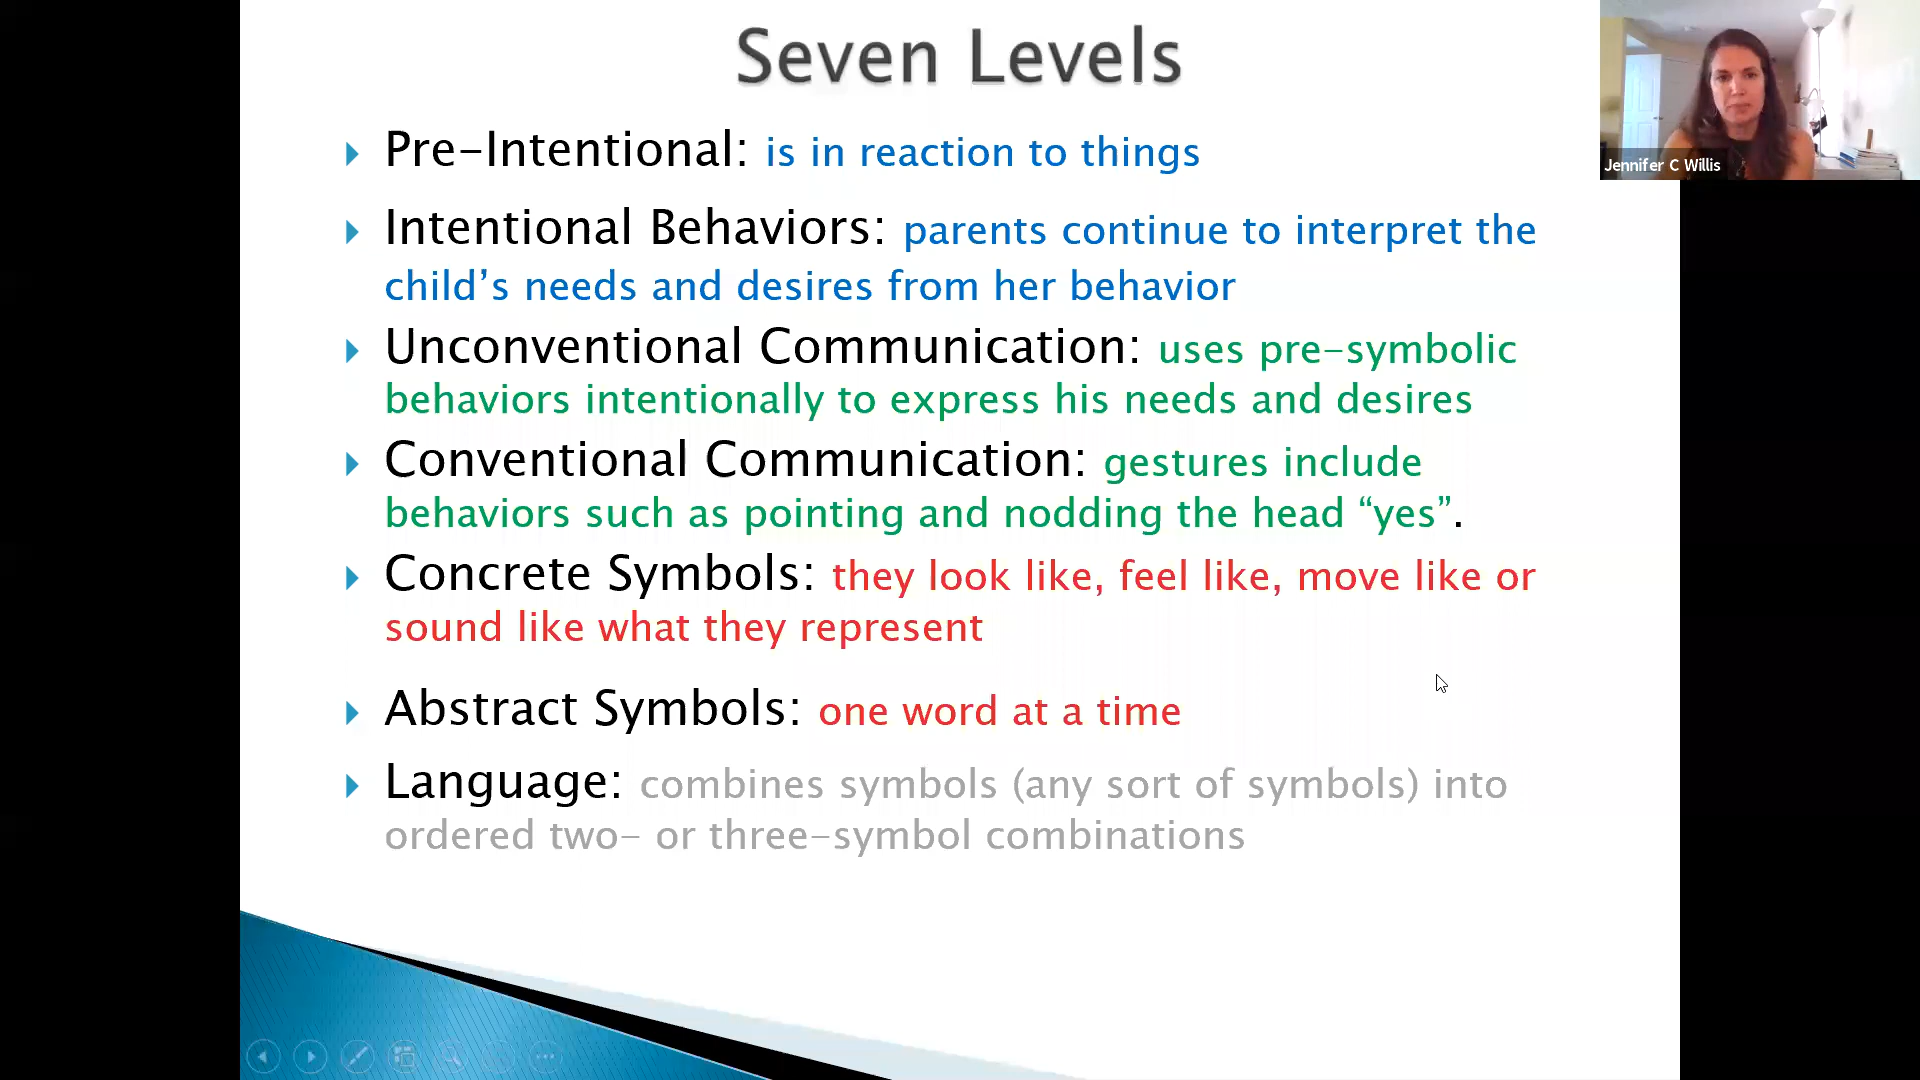 Seven Levels
Jennifer C Willis
Pre-Intentional: is in reaction to things
Intentional Behaviors: parents continue to interpret the
child’s needs and desires from her behavior
Unconventional Communication: uses pre-symbolic
behaviors intentionally to express his needs and desires
Conventional Communication: gestures include
behaviors such as pointing and nodding the head “yes”.
Concrete Symbols: they look like, feel like, move like or
sound like what they represent
Abstract Symbols: one word at a time
Language: combines symbols (any sort of symbols) into
ordered two- or three-symbol combinations